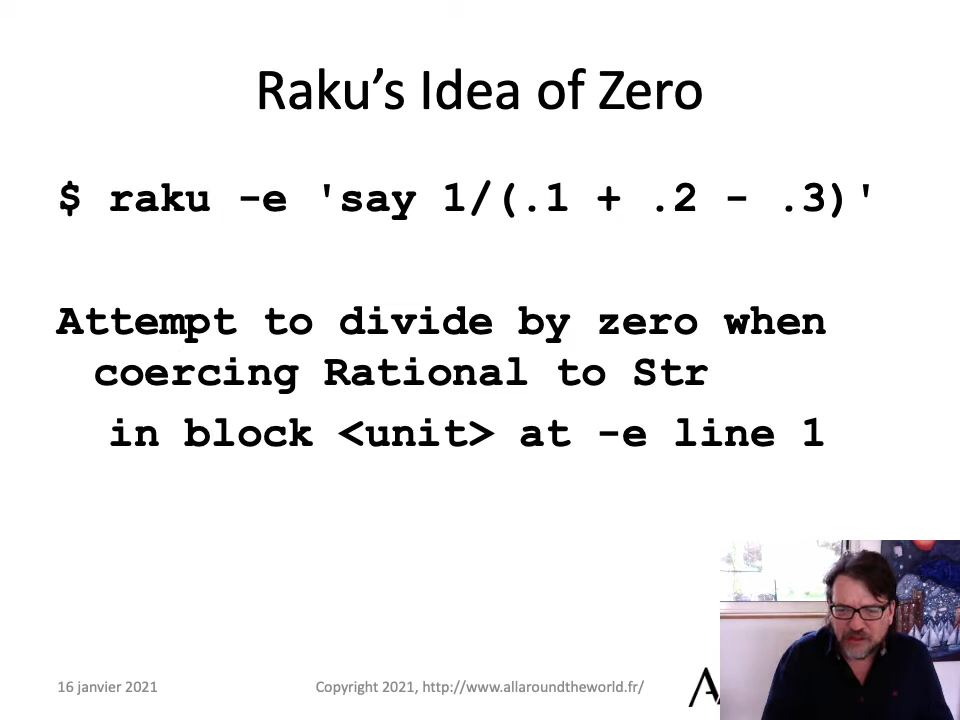 Raku’s Idea of Zero
$ raku -e 'say 1/(.1 + .2 - .3)'
Attempt to divide by zero when
coercing Rational to Str
in block <unit> at -e line 1
16 janvier 2021
Copyright 2021, http://www.allaroundtheworld.fr/